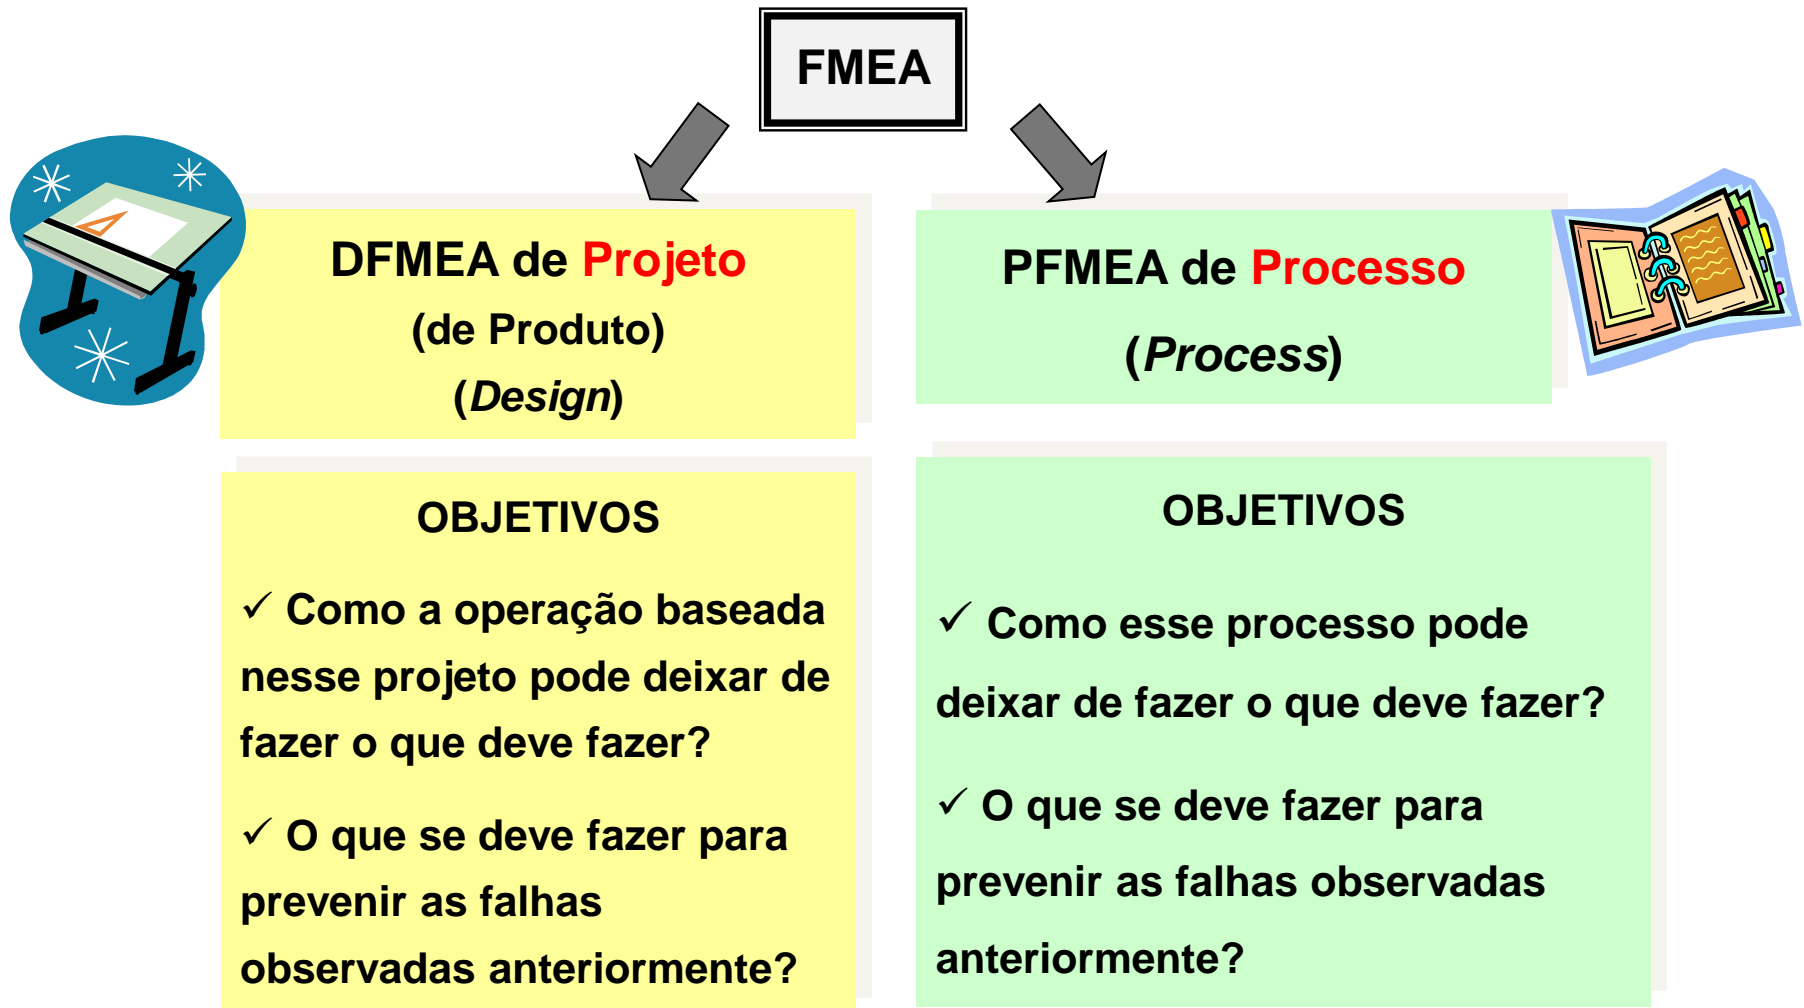 FMEA
DFMEA de Projeto
(de Produto)
(Design)
PFMEA de Processo
(Process)
OBJETIVOS
✓ Como a operação baseada
nesse projeto pode deixar de
fazer o que deve fazer?
✓ O que se deve fazer para
prevenir as falhas
observadas anteriormente?
OBJETIVOS
✓ Como esse processo pode
deixar de fazer o que deve fazer?
✓ O que se deve fazer para
prevenir as falhas observadas
anteriormente?